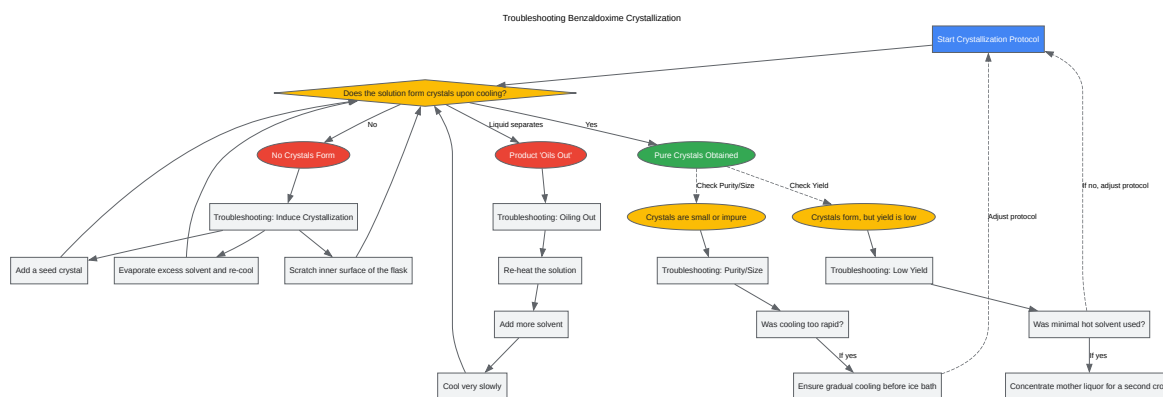 Troubleshooting Benzaldoxime Crystallization
Start Crystallization Protocol
Does the solution form crystals upon cooling?
No
Liquid separates
Yes
No Crystals Form
Product 'Oils Out'
Pure Crystals Obtained
Check Purity/Size
Check Yield
If no, adjust protocol
Adjust protocol
Troubleshooting: Induce Crystallization
Troubleshooting: Oiling Out
Crystals are small or impure
Crystals form, but yield is low
Add a seed crystal
Evaporate excess solvent and re-cool
Scratch inner surface of the flask
Re-heat the solution
Troubleshooting: Purity/Size
Troubleshooting: Low Yield
Add more solvent
Was cooling too rapid?
Was minimal hot solvent used?
If yes
If yes
Cool very slowly
Ensure gradual cooling before ice bath
Concentrate mother liquor for a second